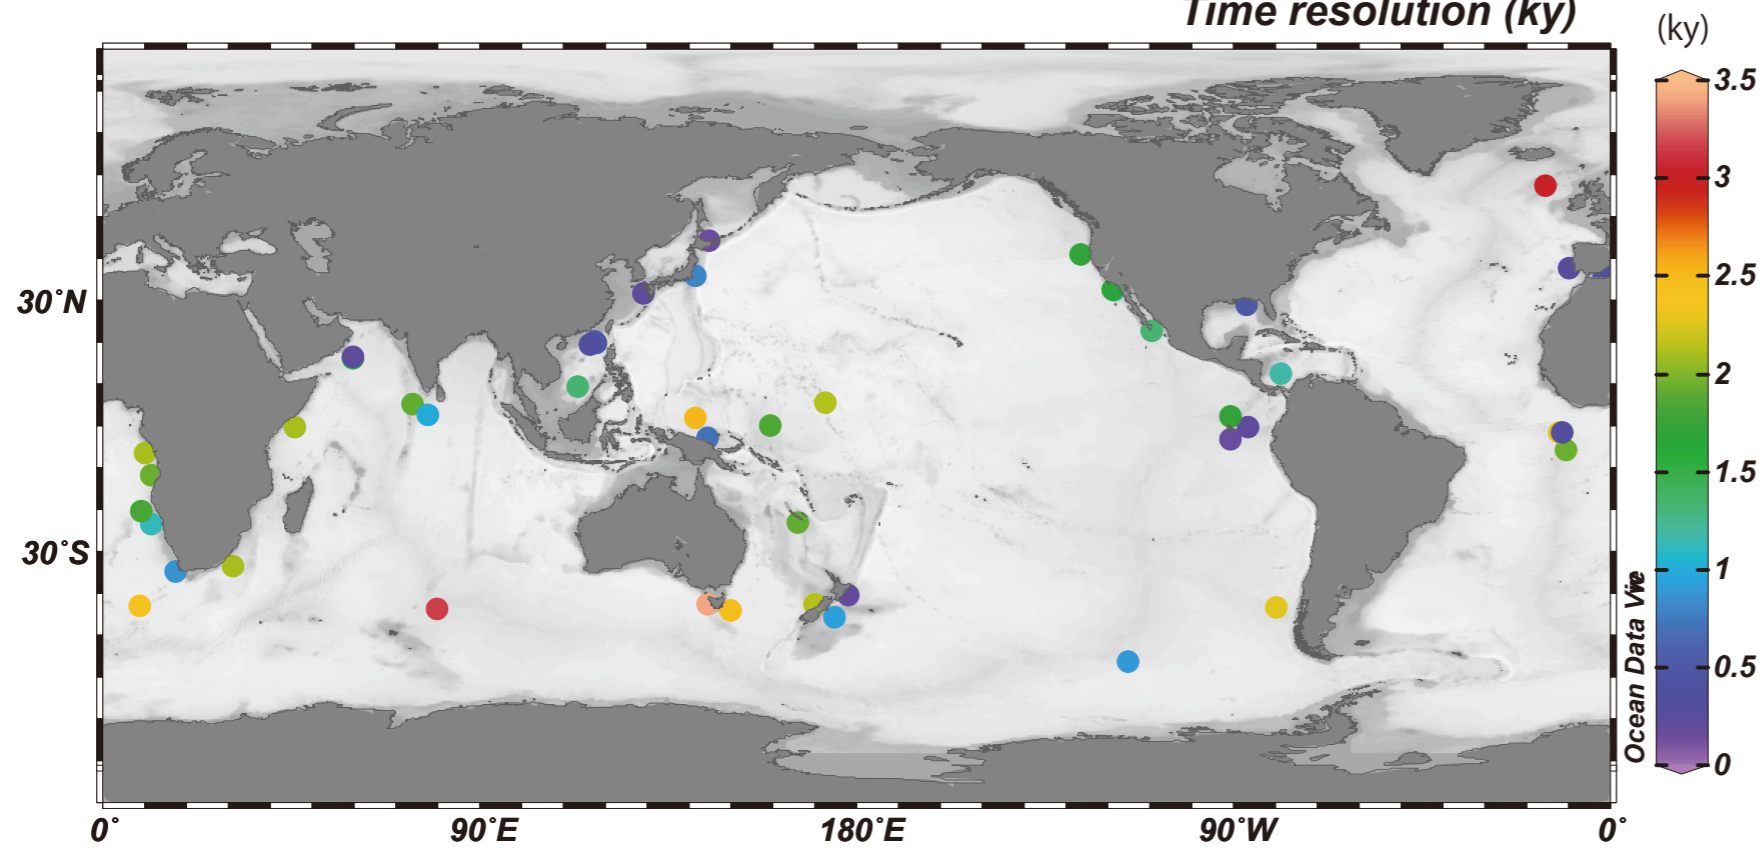 Time resolution (ky)
(ky)
3.5
3
2.5
2
1.5
1
0.5
0
30°N
30°S
0°
90°E
180°E
90°W
0°
Ocean Data View